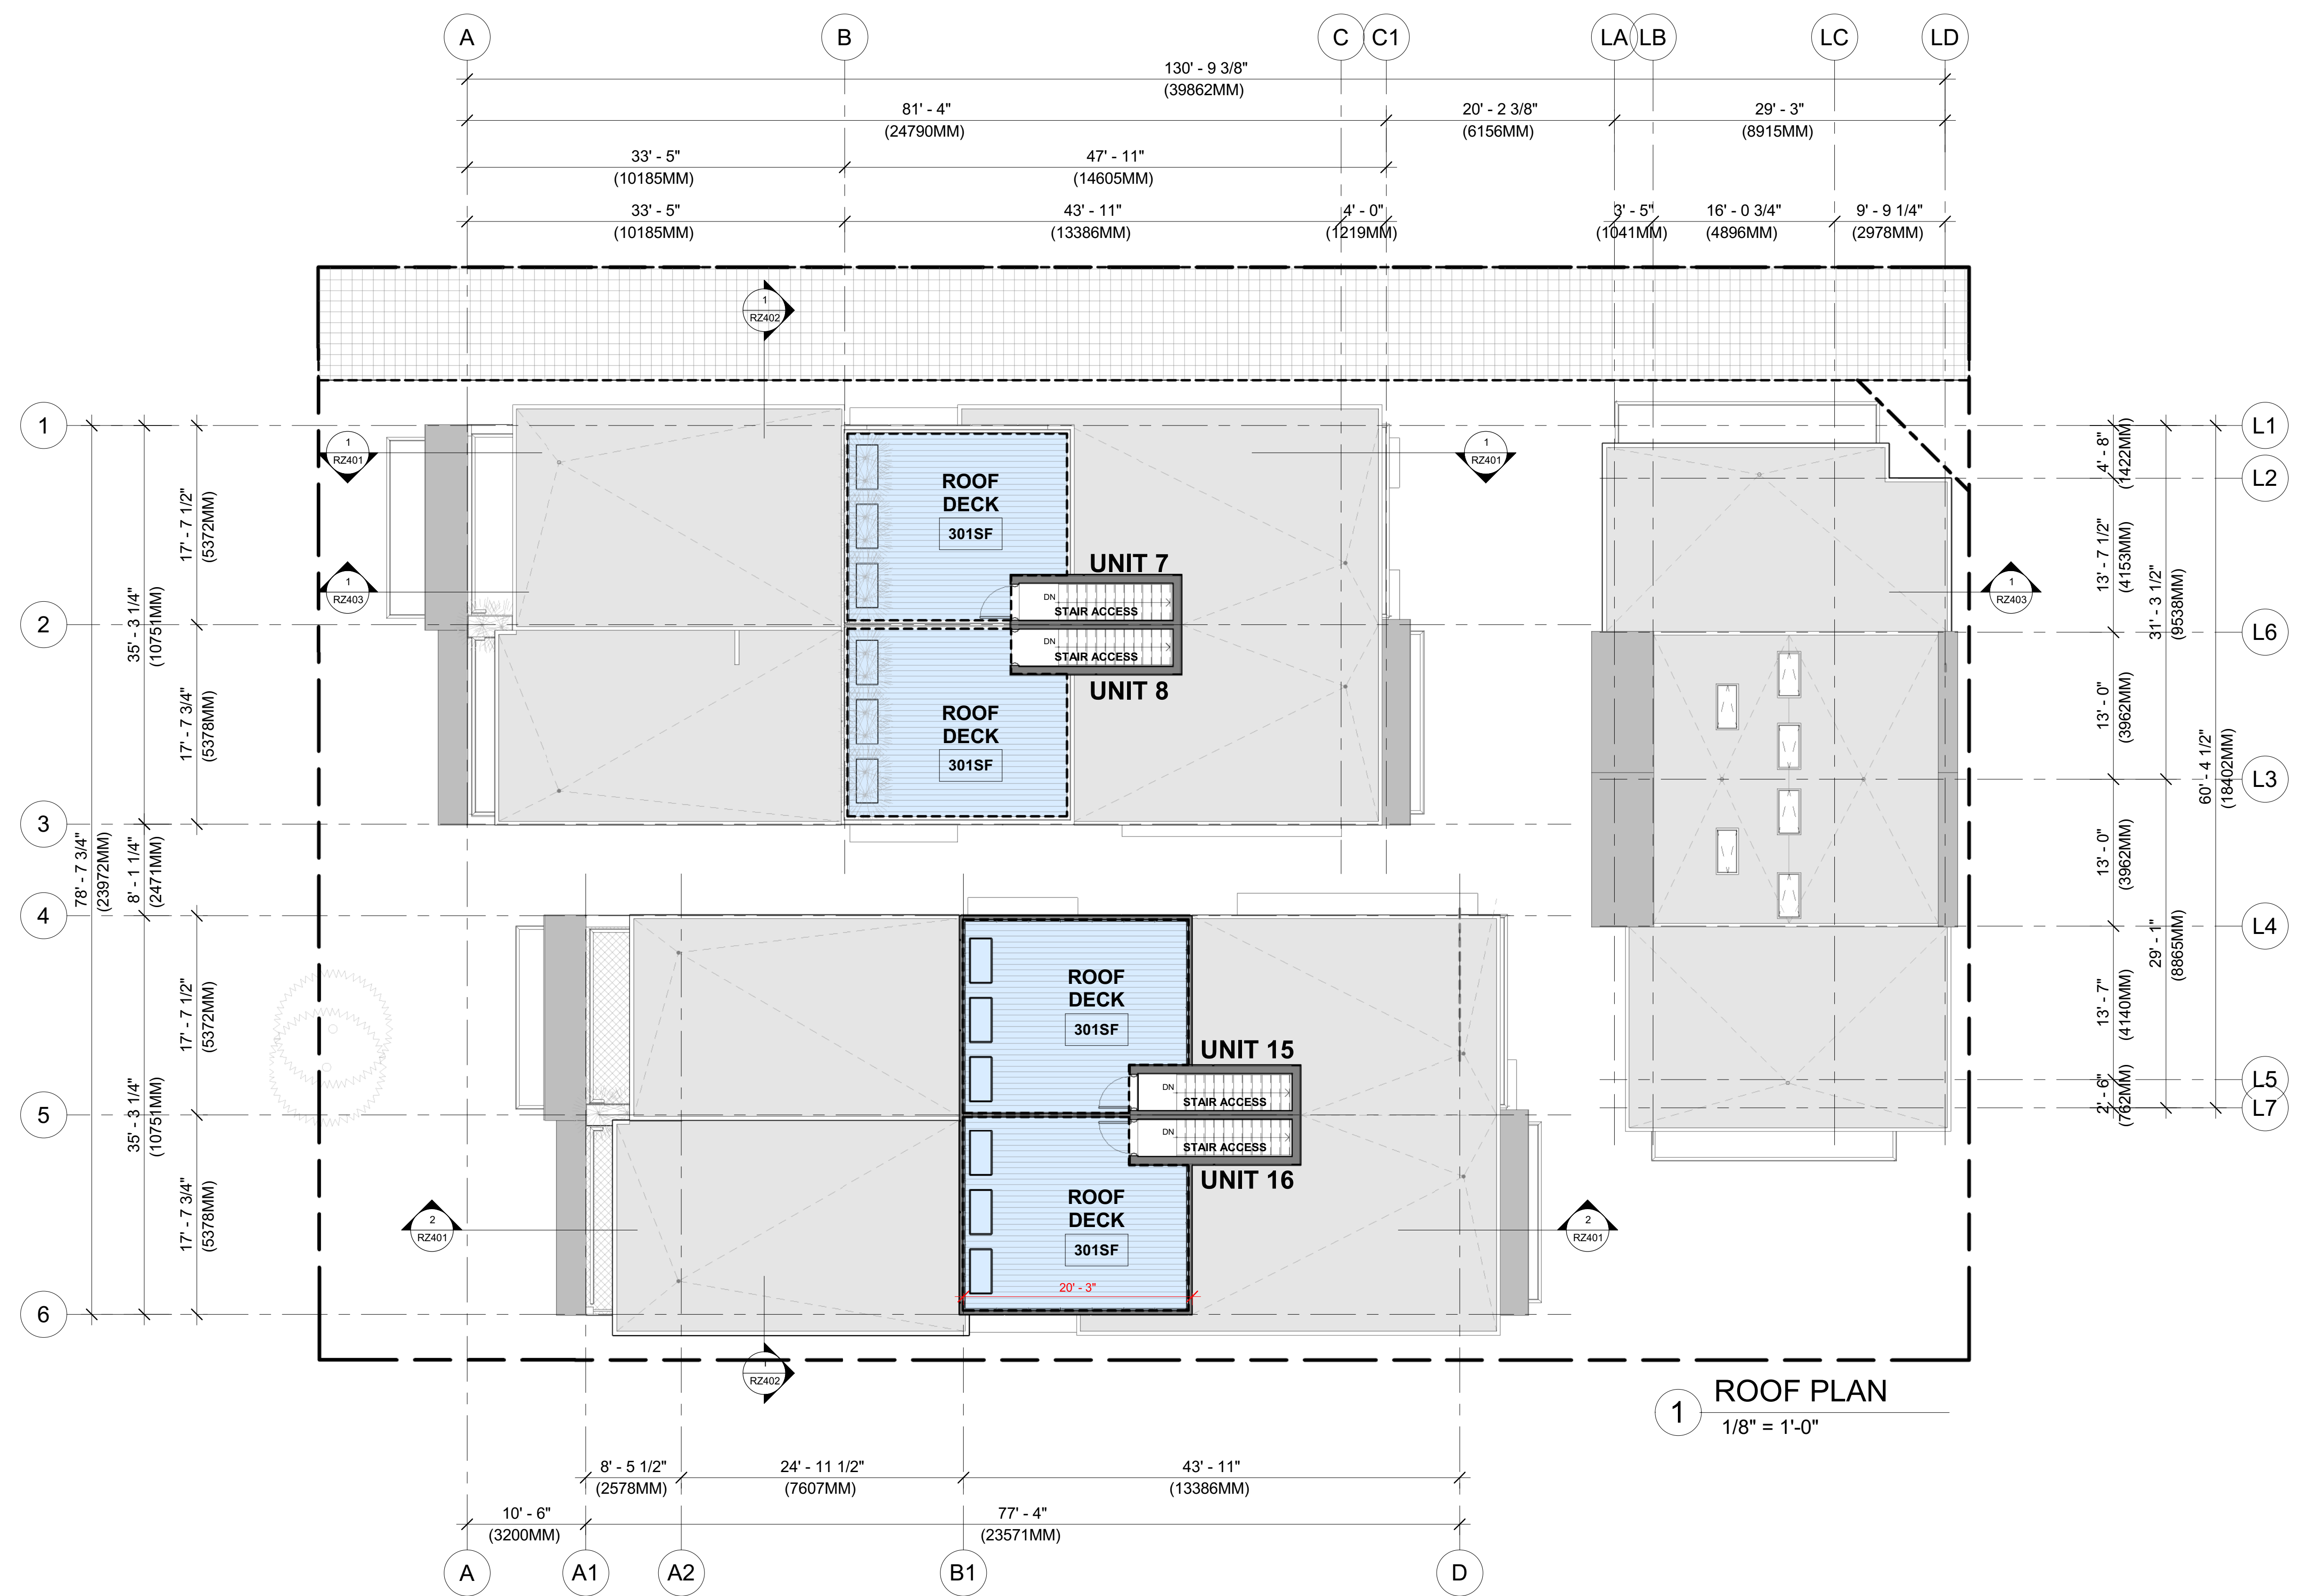 A B C C1 LA LB LC LD
130' - 9 3/8"
(39862MM)
81' - 4" 20' - 2 3/8" 29' - 3"
(24790MM) (6156MM) (8915MM)
33' - 5" 47' - 11"
(10185MM) (14605MM)
33' - 5" 43' - 11" 4' - 0" 3' - 5" 16' - 0 3/4" 9' - 9 1/4"
(10185MM) (13386MM) (1219MM) (1041MM) (4896MM) (2978MM)
1
RZ402
1
2
3
4
5
6
78' - 7 3/4"
(23972MM)
35' - 3 1/4"
(10751MM)
8' - 1 1/4"
(2471MM)
35' - 3 1/4"
(10751MM)
17' - 7 1/2"
(5372MM)
17' - 7 3/4"
(5378MM)
17' - 7 1/2"
(5372MM)
17' - 7 3/4"
(5378MM)
1
RZ401
1
RZ403
1
RZ401
ROOF
DECK
301SF
UNIT 7
DN
STAIR ACCESS
DN
STAIR ACCESS
UNIT 8
ROOF
DECK
301SF
1
RZ403
L1
L2
L6
L3
L4
L5
L7
4' - 8"
(1422MM)
13' - 7 1/2"
(4153MM)
13' - 0"
(3962MM)
13' - 0"
(3962MM)
13' - 7"
(4140MM)
2' - 6"
(762MM)
31' - 3 1/2"
(9538MM)
29' - 1"
(8865MM)
60' - 4 1/2"
(18402MM)
ROOF
DECK
301SF
UNIT 15
DN
STAIR ACCESS
DN
STAIR ACCESS
UNIT 16
ROOF
DECK
301SF
20' - 3"
2
RZ401
2
RZ401
1
RZ402
1 ROOF PLAN
1/8" = 1'-0"
8' - 5 1/2" 24' - 11 1/2" 43' - 11"
(2578MM) (7607MM) (13386MM)
10' - 6" 77' - 4"
(3200MM) (23571MM)
A A1 A2 B1 D